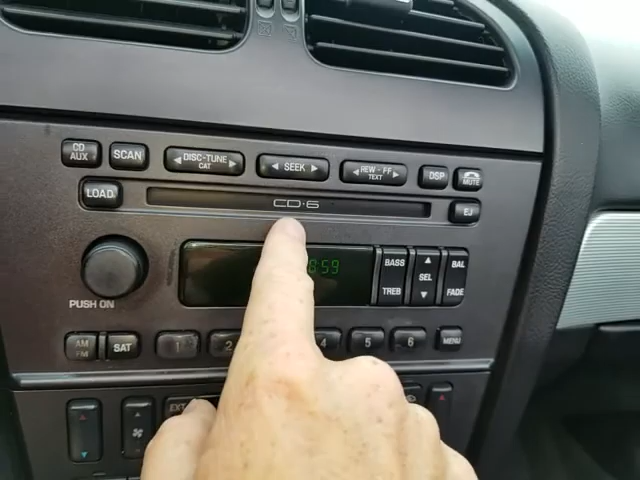 CD AUX
SCAN
DISC-TUNE CAT
SEEK
REW-FF TEXT
DSP
MUTE
LOAD
CD·6
EJ
8:59
BASS
SEL
BAL
TREB
FADE
PUSH ON
AM FM
SAT
1
2
4
5
6
MENU
EXT